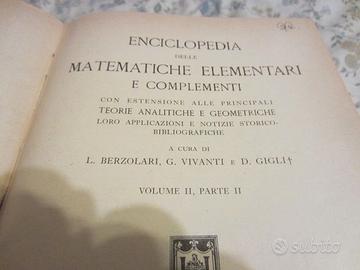 ENCICLOPEDIA
DELLE
MATEMATICHE ELEMENTARI
E COMPLEMENTI
CON ESTENSIONE ALLE PRINCIPALI
TEORIE ANALITICHE E GEOMETRICHE
LORO APPLICAZIONI E NOTIZIE STORICO-
BIBLIOGRAFICHE
A CURA DI
L. BERZOLARI, G. VIVANTI E D. GIGLI†
VOLUME II, PARTE II
subito